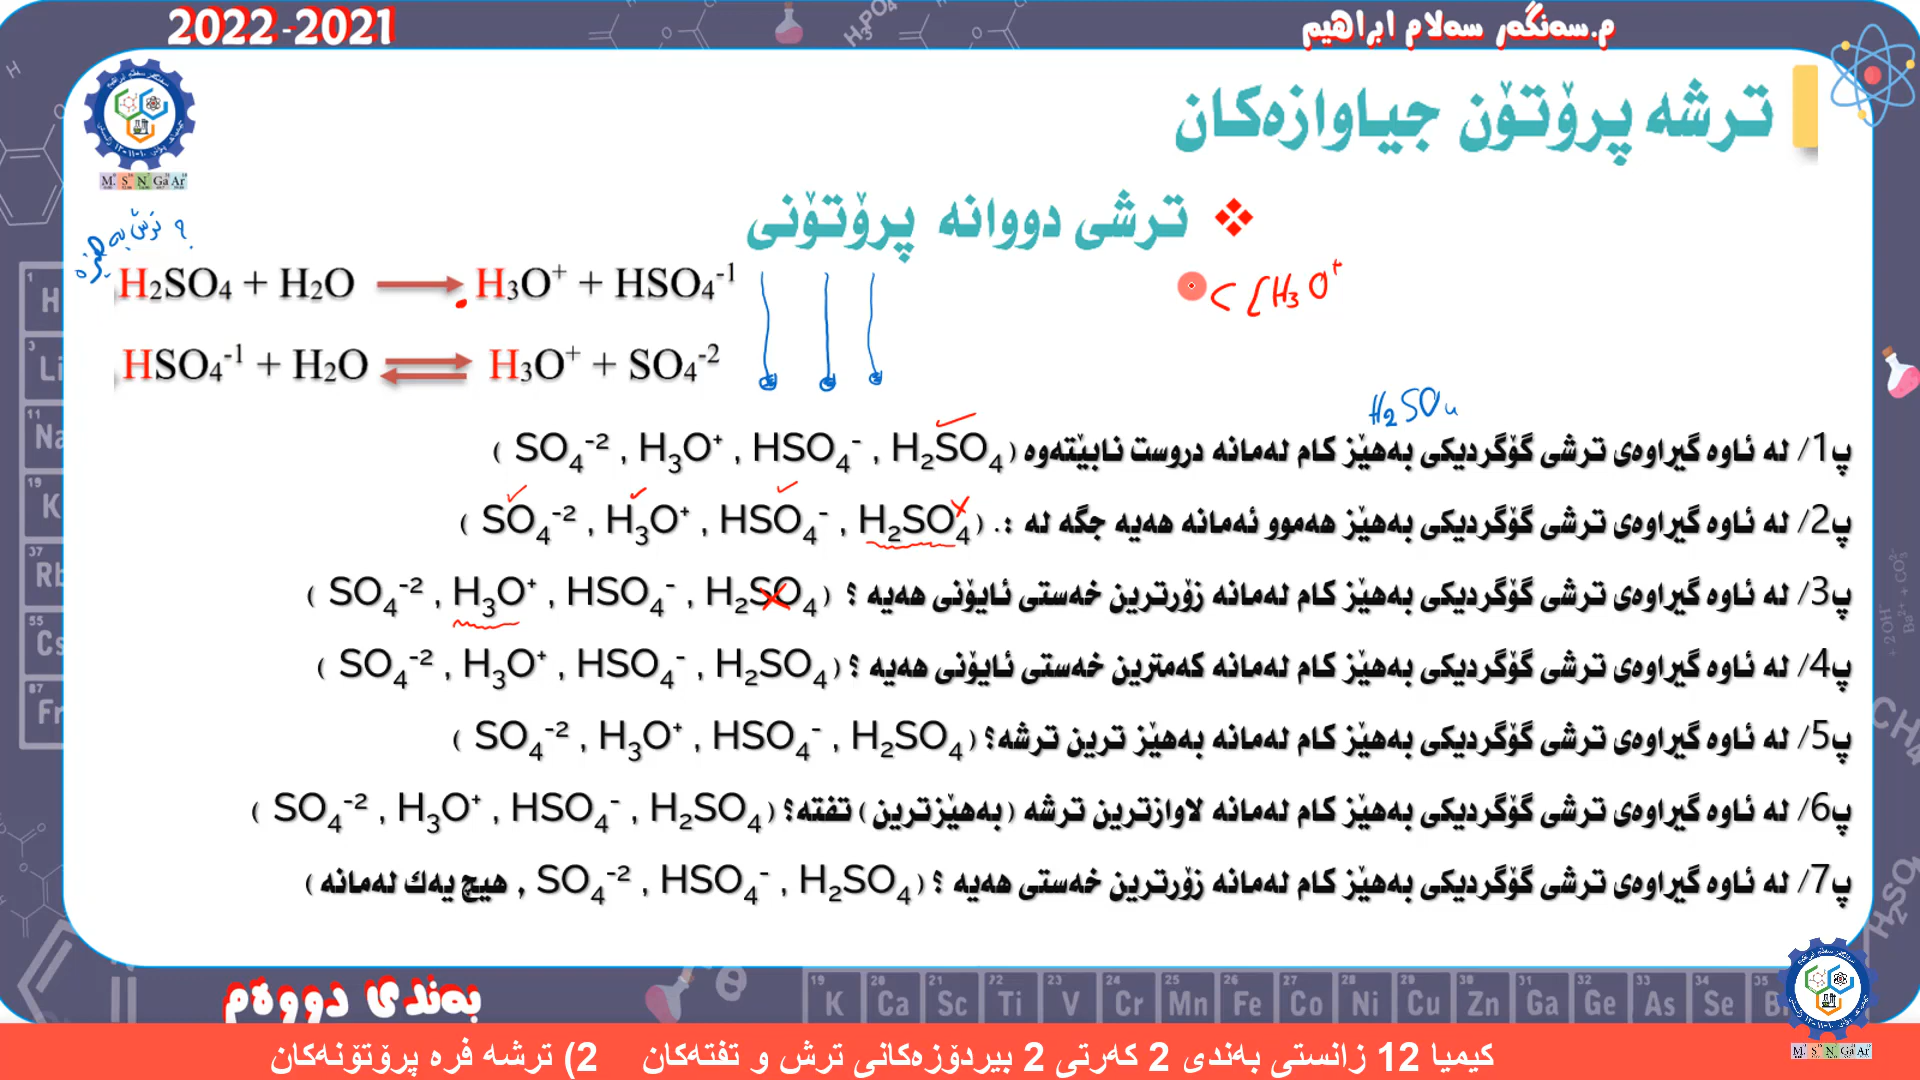 2022-2021
م.سەنگەر سەلام ابراهیم
ترشە پرۆتۆن جیاوازەکان
ترشی دووانە پرۆتۆنی
H₂SO₄ + H₂O → H₃O⁺ + HSO₄⁻¹
< [H₃O⁺
HSO₄⁻¹ + H₂O ⇌ H₃O⁺ + SO₄⁻²
H₂SO₄
پ1/ لە ئاوە گیراوەی ترشی گۆگردیکی بەهێز کام لەمانە دروست نابێتەوە (H₂SO₄ , HSO₄⁻ , H₃O⁺ , SO₄⁻²)
پ2/ لە ئاوە گیراوەی ترشی گۆگردیکی بەهێز هەموو ئەمانە هەیە جگە لە :. (H₂SO₄ , HSO₄⁻ , H₃O⁺ , SO₄⁻²)
پ3/ لە ئاوە گیراوەی ترشی گۆگردیکی بەهێز کام لەمانە زۆرترین خەستی ئایۆنی هەیە ؟ (H₂SO₄ , HSO₄⁻ , H₃O⁺ , SO₄⁻²)
پ4/ لە ئاوە گیراوەی ترشی گۆگردیکی بەهێز کام لەمانە کەمترین خەستی ئایۆنی هەیە ؟ (H₂SO₄ , HSO₄⁻ , H₃O⁺ , SO₄⁻²)
پ5/ لە ئاوە گیراوەی ترشی گۆگردیکی بەهێز کام لەمانە بەهێز ترین ترشە؟ (H₂SO₄ , HSO₄⁻ , H₃O⁺ , SO₄⁻²)
پ6/ لە ئاوە گیراوەی ترشی گۆگردیکی بەهێز کام لەمانە لاوازترین ترشە (بەهێزترین) تفتە؟ (H₂SO₄ , HSO₄⁻ , H₃O⁺ , SO₄⁻²)
پ7/ لە ئاوە گیراوەی ترشی گۆگردیکی بەهێز کام لەمانە زۆرترین خەستی هەیە ؟ (H₂SO₄ , HSO₄⁻ , SO₄⁻² , هیچ یەك لەمانە)
بەندی دووەم
کیمیا 12 زانستی بەندی 2 کەرتی 2 بیردۆزەکانی ترش و تفتەکان 2) ترشە فرە پرۆتۆنەکان